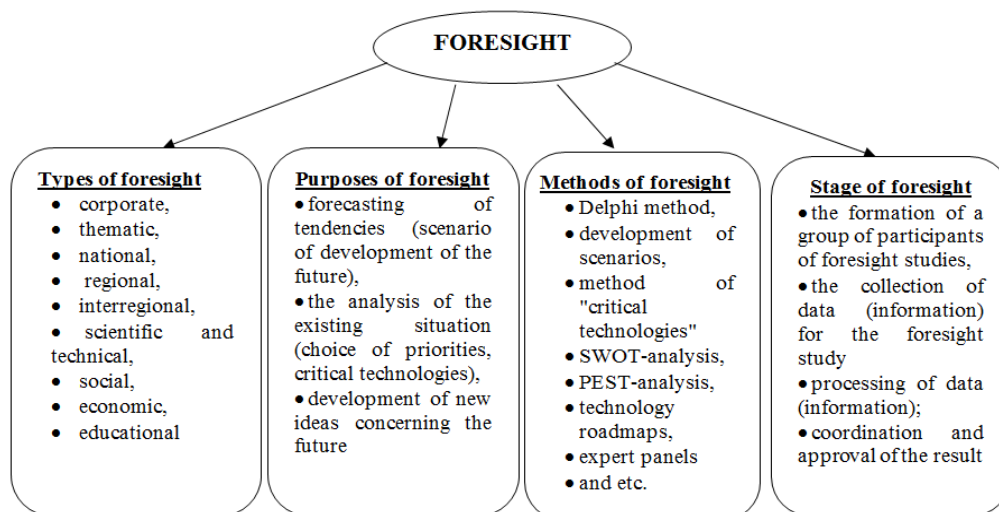 FORESIGHT
Types of foresight
• corporate,
• thematic,
• national,
• regional,
• interregional,
• scientific and
technical,
• social,
• economic,
• educational
Purposes of foresight
• forecasting of
tendencies (scenario
of development of the
future),
• the analysis of the
existing situation
(choice of priorities,
critical technologies),
• development of new
ideas concerning the
future
Methods of foresight
• Delphi method,
• development of
scenarios,
• method of
"critical
technologies"
• SWOT-analysis,
• PEST-analysis,
• technology
roadmaps,
• expert panels
• and etc.
Stage of foresight
• the formation of a
group of participants
of foresight studies,
• the collection of
data (information)
for the foresight
study
• processing of data
(information);
• coordination and
approval of the result